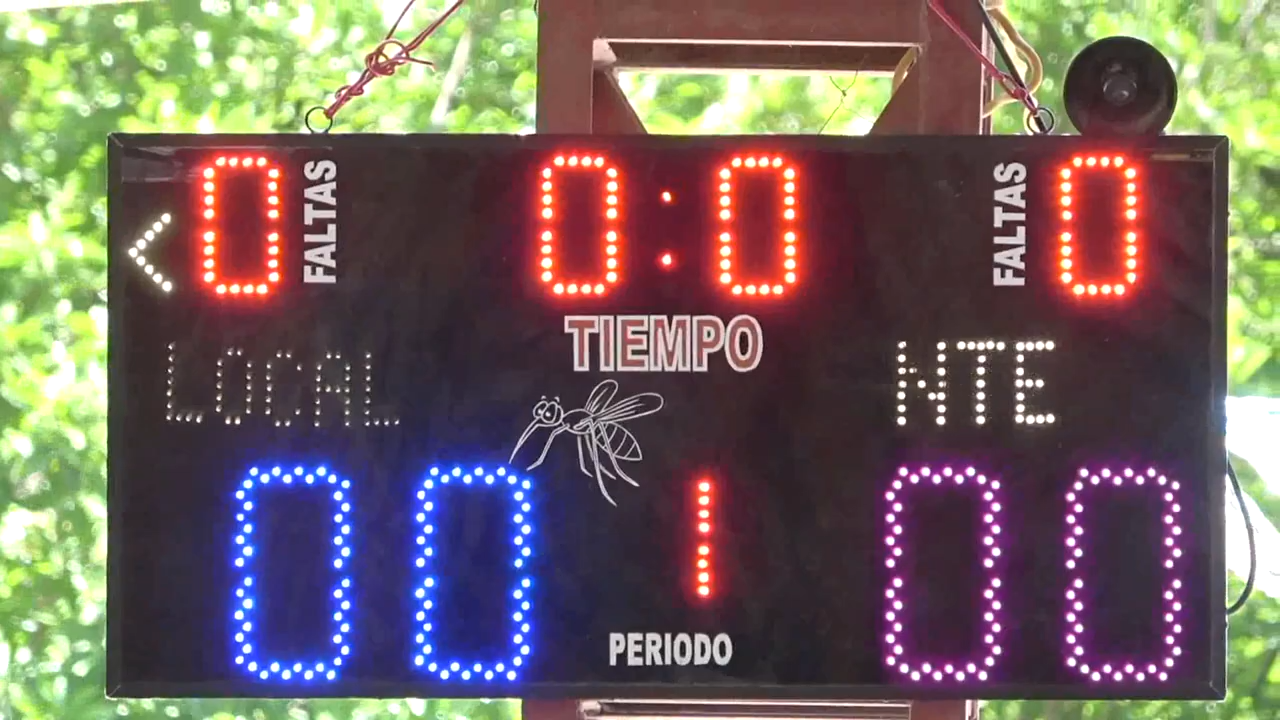 < 0 FALTAS 0:0 FALTAS 0
TIEMPO
LOCAL NTE
00 1 00
PERIODO